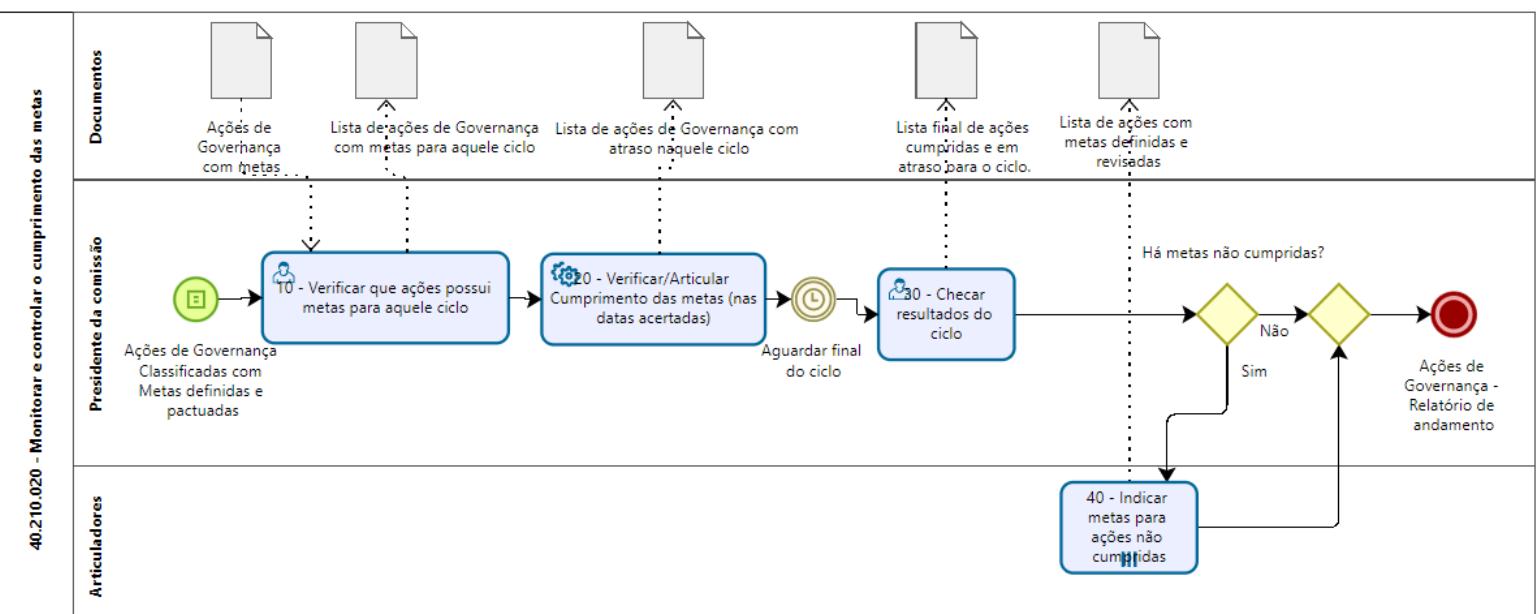 40.210.020 - Monitorar e controlar o cumprimento das metas
Documentos
Ações de
Governança
com metas
Lista de ações de Governança
com metas para aquele ciclo
Lista de ações de Governança com
atraso naquele ciclo
Lista final de ações
cumpridas e em
atraso para o ciclo.
Lista de ações com
metas definidas e
revisadas
Presidente da comissão
Ações de Governança
Classificadas com
Metas definidas e
pactuadas
10 - Verificar que ações possui
metas para aquele ciclo
20 - Verificar/Articular
Cumprimento das metas (nas
datas acertadas)
Aguardar final
do ciclo
30 - Checar
resultados do
ciclo
Há metas não cumpridas?
Não
Sim
Ações de
Governança -
Relatório de
andamento
Articuladores
40 - Indicar
metas para
ações não
cumpridas